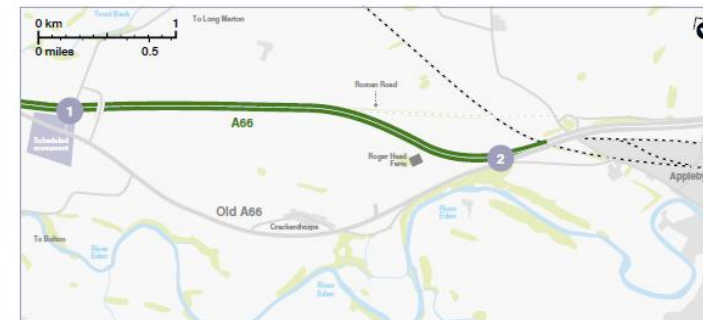 0 km 1
0 miles 0.5
Trout Beck
To Long Marton
1
Scheduled
monument
A66
Roman Road
Roger Head
Farm
2
Appleby
Old A66
Crackenthorpe
To Bolton
River
Eden
River
Eden
River
Eden